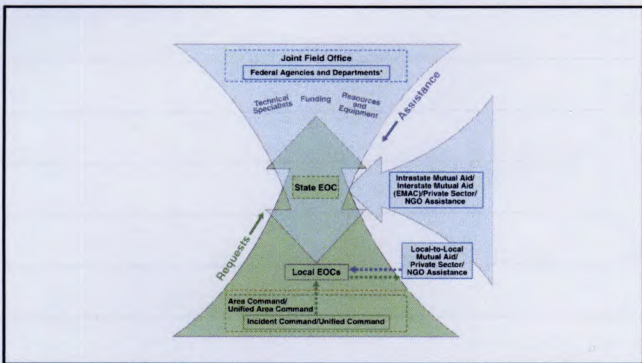 Joint Field Office
Federal Agencies and Departments*
Technical
Specialists
Funding
Resources
and
Equipment
Assistance
State EOC
Intrastate Mutual Aid/
Interstate Mutual Aid
(EMAC)/Private Sector/
NGO Assistance
Requests
Local EOCs
Local-to-Local
Mutual Aid/
Private Sector/
NGO Assistance
Area Command/
Unified Area Command
Incident Command/Unified Command